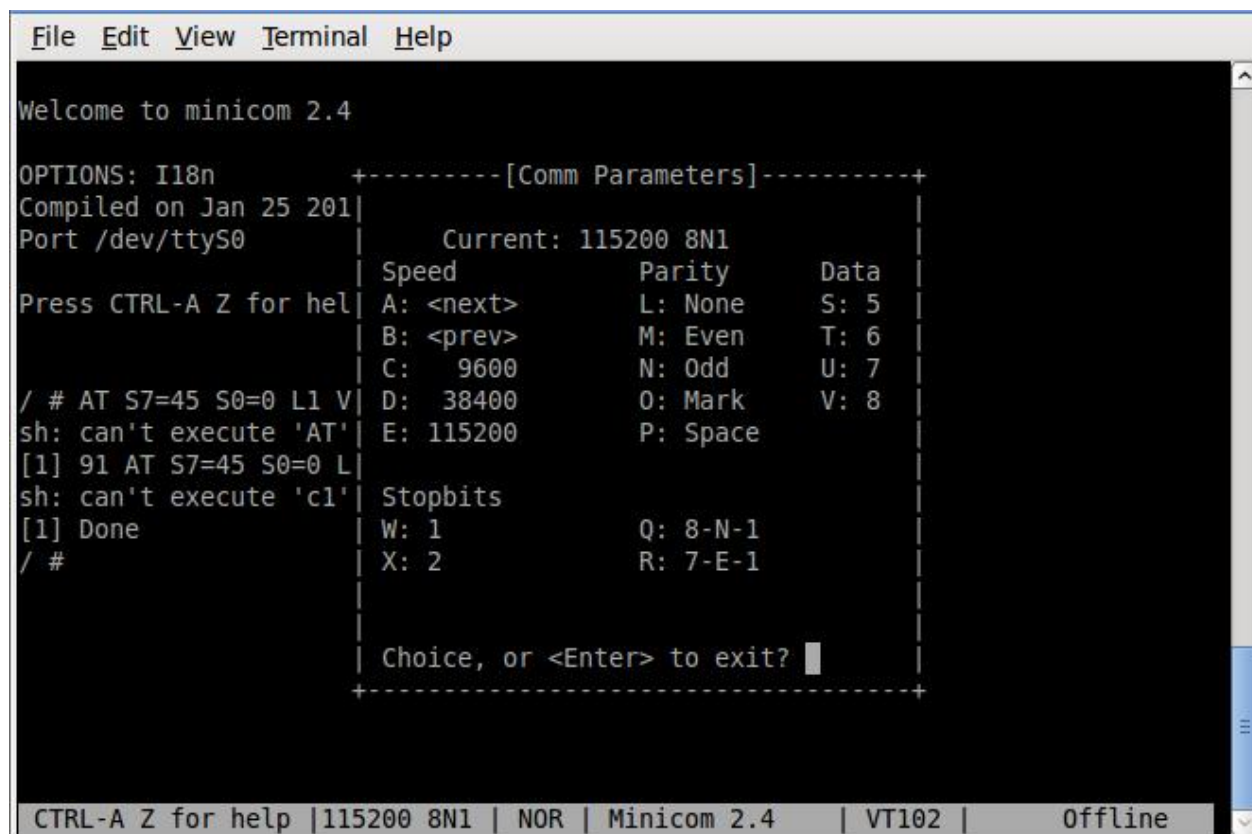 File Edit View Terminal Help
Welcome to minicom 2.4
OPTIONS: I18n +---------[Comm Parameters]----------+
Compiled on Jan 25 201| |
Port /dev/ttyS0 | Current: 115200 8N1 |
| Speed Parity Data |
Press CTRL-A Z for hel| A: <next> L: None S: 5 |
| B: <prev> M: Even T: 6 |
| C: 9600 N: Odd U: 7 |
/ # AT S7=45 S0=0 L1 V| D: 38400 O: Mark V: 8 |
sh: can't execute 'AT'| E: 115200 P: Space |
[1] 91 AT S7=45 S0=0 L| |
sh: can't execute 'c1'| Stopbits |
[1] Done | W: 1 Q: 8-N-1 |
/ # | X: 2 R: 7-E-1 |
| |
| |
| Choice, or <Enter> to exit? |
+------------------------------------+
CTRL-A Z for help |115200 8N1 | NOR | Minicom 2.4 | VT102 | Offline